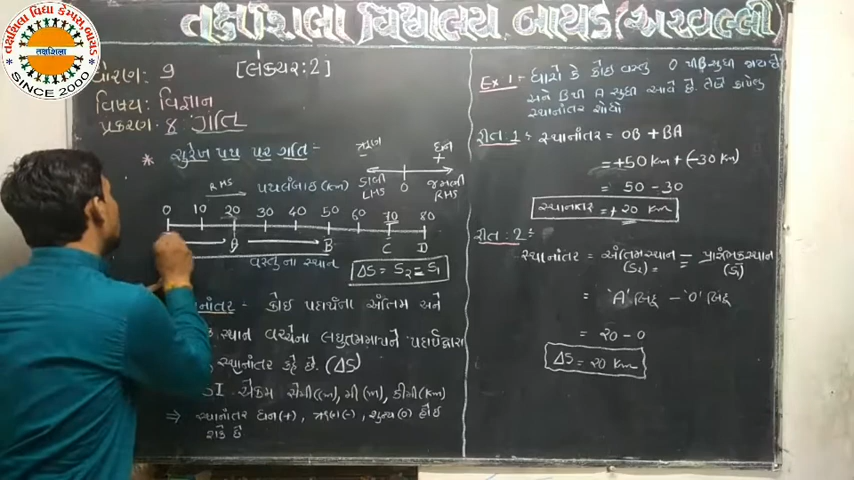 તક્ષશિલા વિદ્યાલય બાયડ (અરવલ્લી)
તક્ષશિલા વિદ્યા કેમ્પસ બાયડ
તક્ષશિલા
SINCE 2000
ધોરણ: 9 [લેક્ચર: 2]
વિષય: વિજ્ઞાન
પ્રકરણ. 8 ગતિ
* સુરેખ પથ પર ગતિ :-
ઋણ ધન
- +
ડાબી 0 જમણી
LHS RHS
RHS પથલંબાઈ (km)
0 10 20 30 40 50 60 70 80
A B C D
વસ્તુના સ્થાન ΔS = S₂ - S₁
કોઈ પદાર્થના અંતિમ અને
સ્થાન વચ્ચેના લઘુત્તમ પદાર્થ દ્વારા
સ્થાનાંતર કહે છે. (ΔS)
SI એકમ સેમી (cm), મી (m), કીમી (km)
⇒ સ્થાનાંતર ધન (+), ઋણ (-), શૂન્ય (0) હોઈ
શકે છે
Ex 1 :- ધારો કે કોઈ વસ્તુ O થી B સુધી જાય છે
અને B થી A સુધી આવે છે. તેણે કાપેલુ
સ્થાનાંતર શોધો
રીત: 1 : સ્થાનાંતર = OB + BA
= +50 km + (-30 km)
= 50 - 30
સ્થાનાંતર = +20 km
રીત: 2 :
સ્થાનાંતર = અંતિમસ્થાન - પ્રારંભિકસ્થાન
(S₂) - (S₁)
= 'A' બિંદુ - 'O' બિંદુ
= 20 - 0
ΔS = 20 km